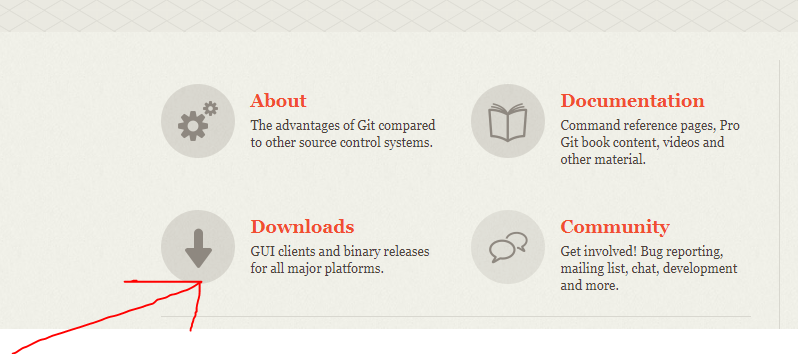 About
The advantages of Git compared
to other source control systems.
Documentation
Command reference pages, Pro
Git book content, videos and
other material.
Downloads
GUI clients and binary releases
for all major platforms.
Community
Get involved! Bug reporting,
mailing list, chat, development
and more.